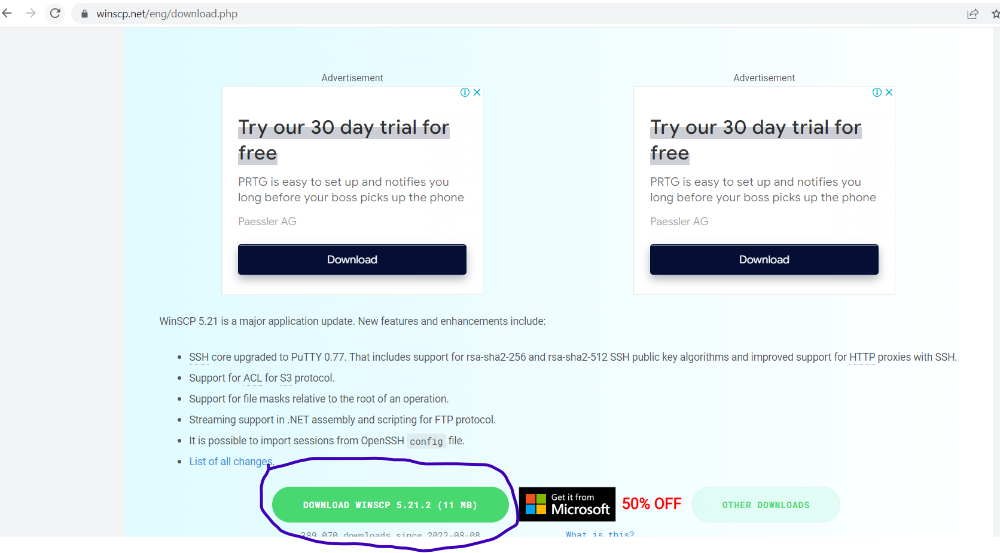 winscp.net/eng/download.php
Advertisement
Try our 30 day trial for
free
PRTG is easy to set up and notifies you
long before your boss picks up the phone
Paessler AG
Download
Advertisement
Try our 30 day trial for
free
PRTG is easy to set up and notifies you
long before your boss picks up the phone
Paessler AG
Download
WinSCP 5.21 is a major application update. New features and enhancements include:
• SSH core upgraded to PuTTY 0.77. That includes support for rsa-sha2-256 and rsa-sha2-512 SSH public key algorithms and improved support for HTTP proxies with SSH.
• Support for ACL for S3 protocol.
• Support for file masks relative to the root of an operation.
• Streaming support in .NET assembly and scripting for FTP protocol.
• It is possible to import sessions from OpenSSH config file.
• List of all changes.
DOWNLOAD WINSCP 5.21.2 (11 MB)
389 070 downloads since 2022-08-08
Get it from
Microsoft
50% OFF
What is this?
OTHER DOWNLOADS